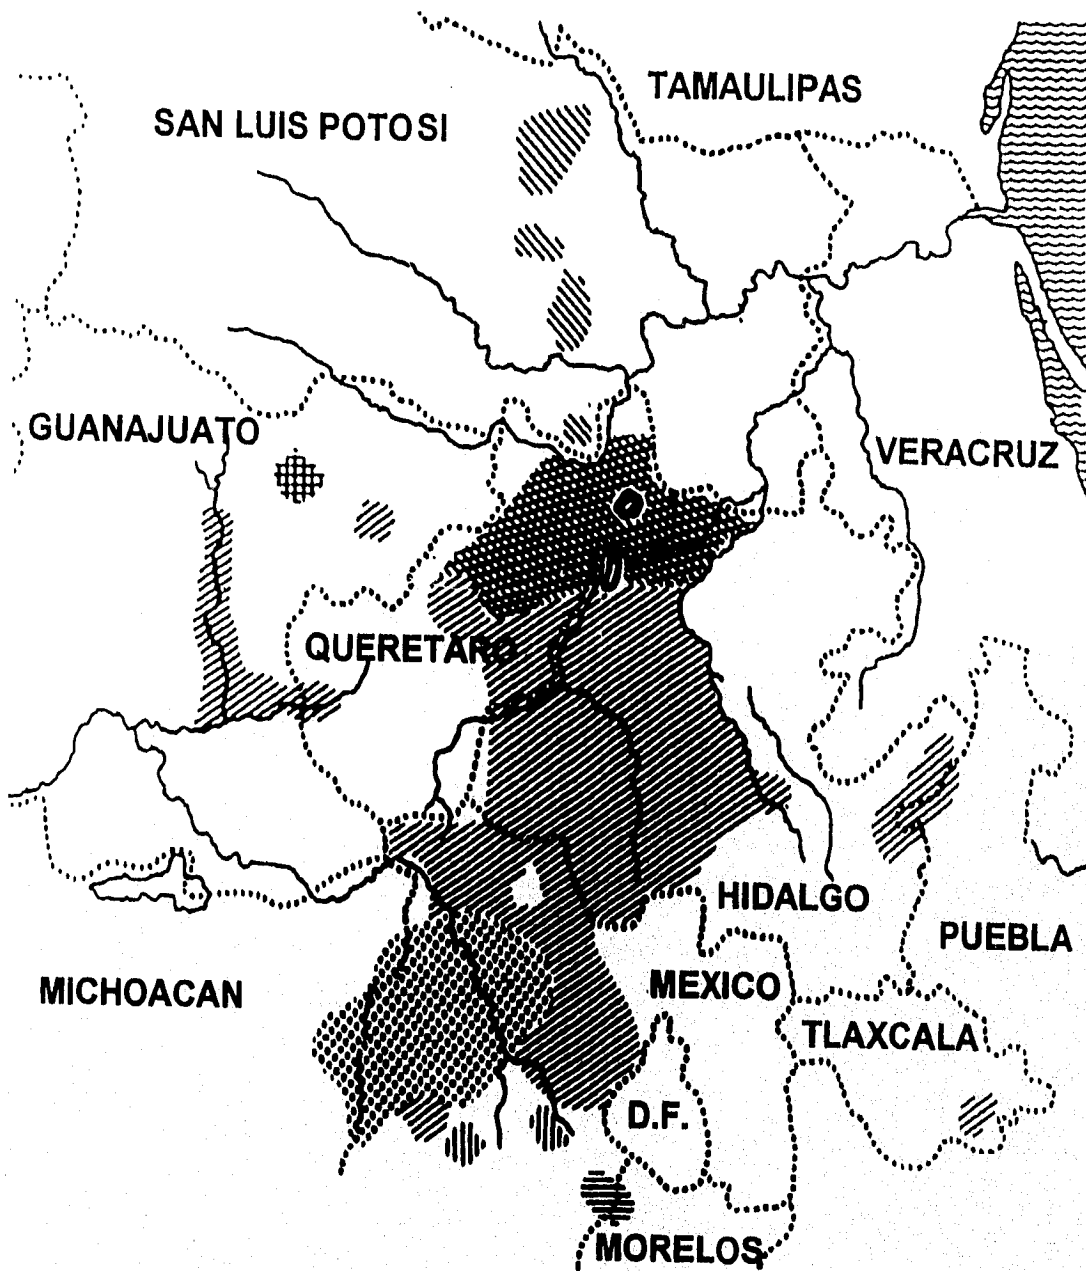 TAMAULIPAS
SAN LUIS POTOSI
GUANAJUATO
VERACRUZ
QUERETARO
HIDALGO
PUEBLA
MICHOACAN
MEXICO
TLAXCALA
D.F.
MORELOS